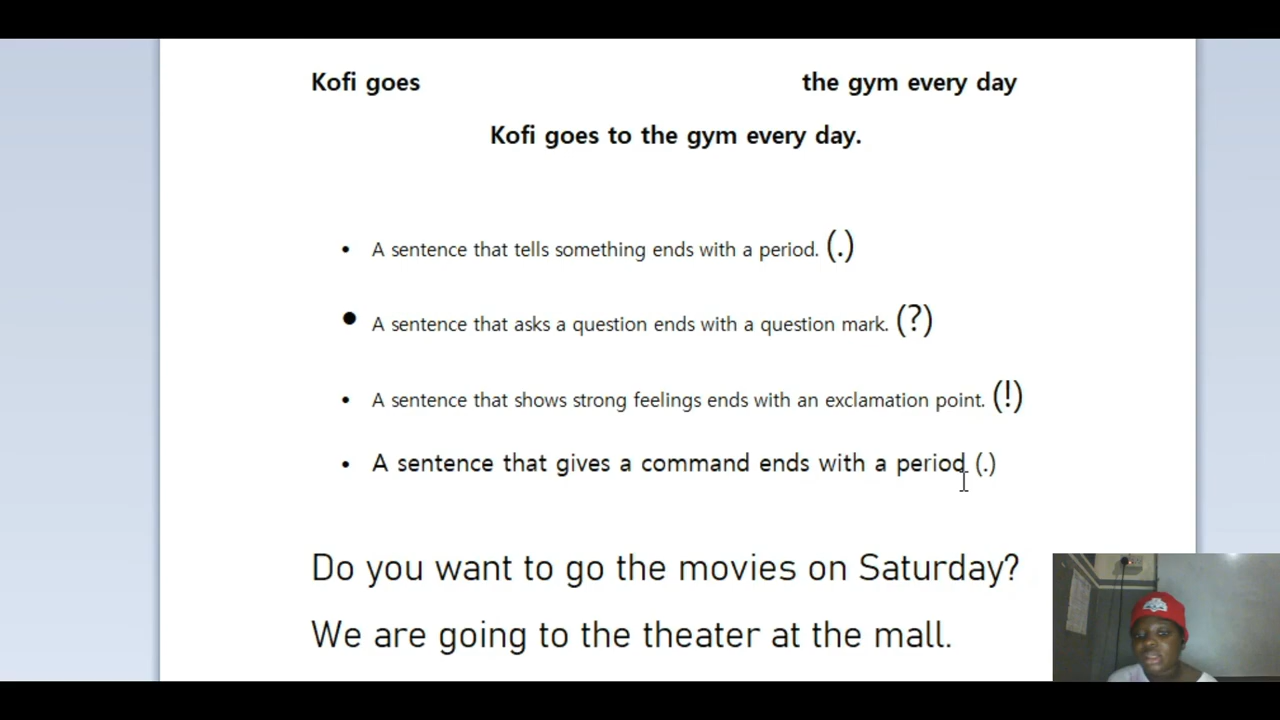 Kofi goes the gym every day
Kofi goes to the gym every day.
• A sentence that tells something ends with a period. (.)
• A sentence that asks a question ends with a question mark. (?)
• A sentence that shows strong feelings ends with an exclamation point. (!)
• A sentence that gives a command ends with a period (.)
Do you want to go the movies on Saturday?
We are going to the theater at the mall.